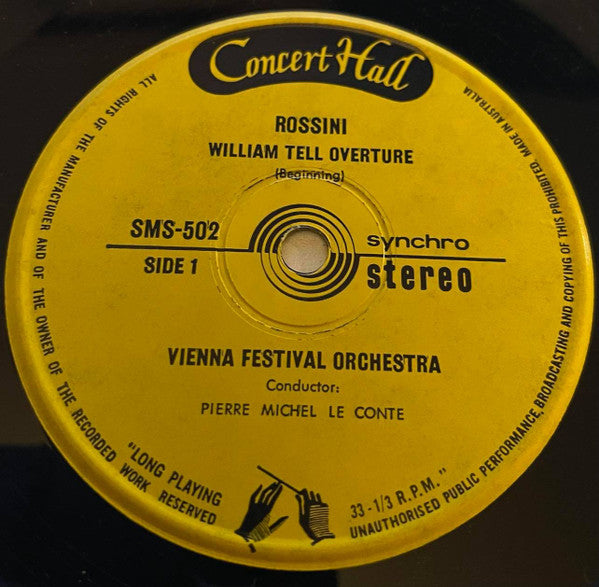 Concert Hall
ROSSINI
WILLIAM TELL OVERTURE
(Beginning)
SMS-502
SIDE 1
synchro
stereo
VIENNA FESTIVAL ORCHESTRA
Conductor:
PIERRE MICHEL LE CONTE
"LONG PLAYING
33-1/3 R.P.M."
ALL RIGHTS OF THE MANUFACTURER AND OF THE OWNER OF THE RECORDED WORK RESERVED
UNAUTHORISED PUBLIC PERFORMANCE, BROADCASTING AND COPYING OF THIS PROHIBITED. MADE IN AUSTRALIA